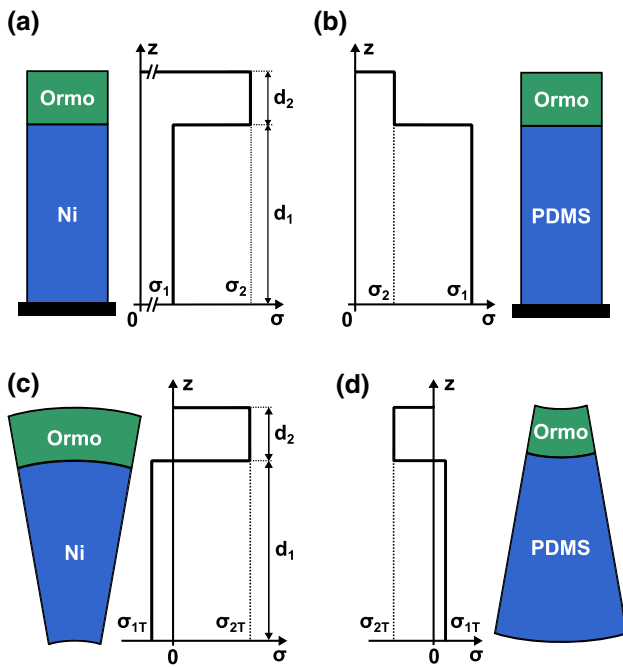 (a)
z
Ormo
Ni
d₂
d₁
σ₁
σ₂
0
σ
(b)
z
Ormo
PDMS
σ₂
σ₁
0
σ
(c)
z
Ormo
Ni
d₂
d₁
σ₁T
σ₂T
0
σ
(d)
z
Ormo
PDMS
σ₂T
σ₁T
0
σ